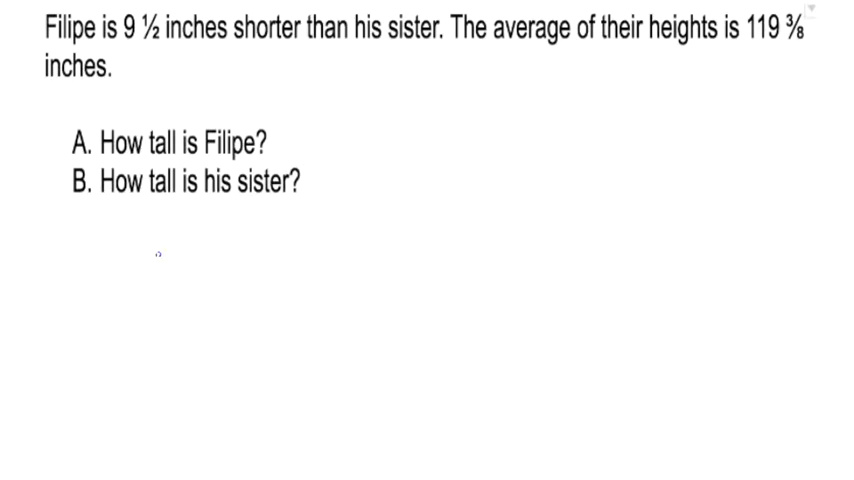 Filipe is 9 ½ inches shorter than his sister. The average of their heights is 119 ⅜
inches.
A. How tall is Filipe?
B. How tall is his sister?